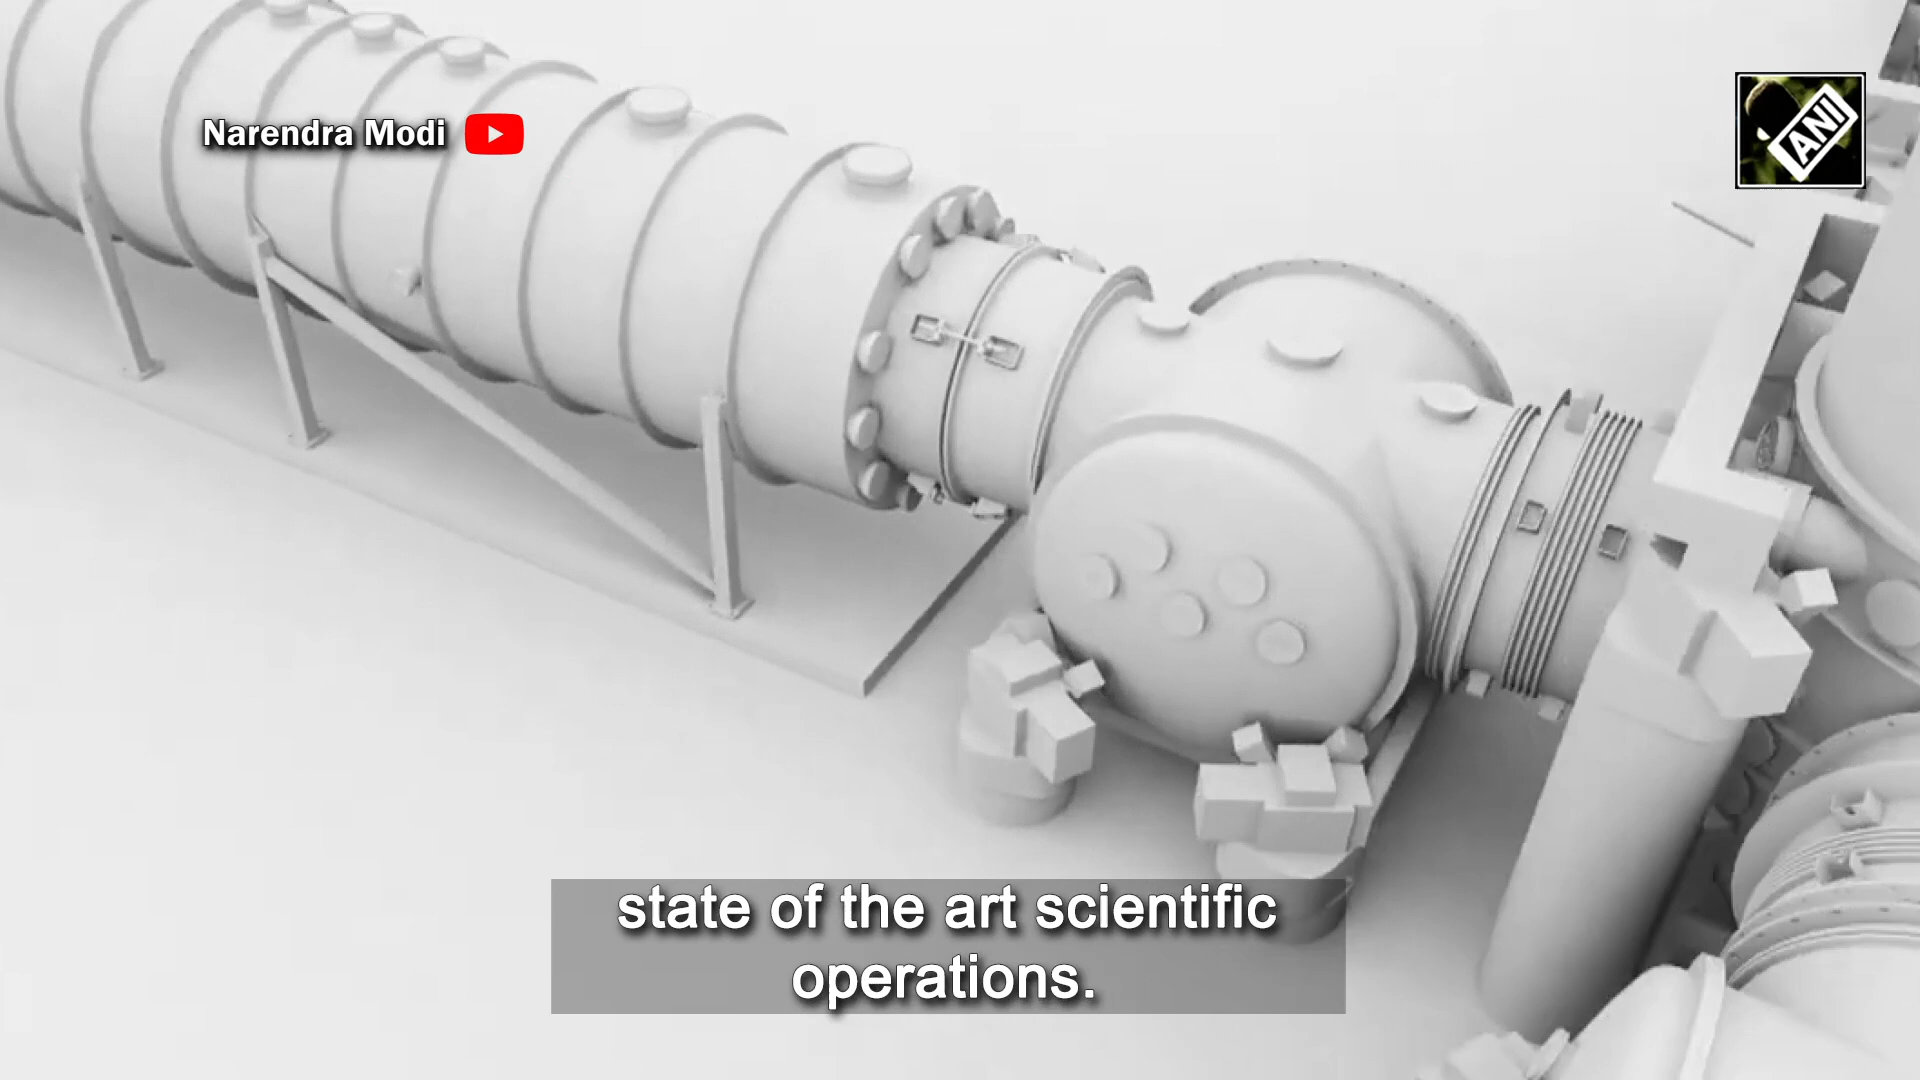 Narendra Modi
ANI
state of the art scientific
operations.